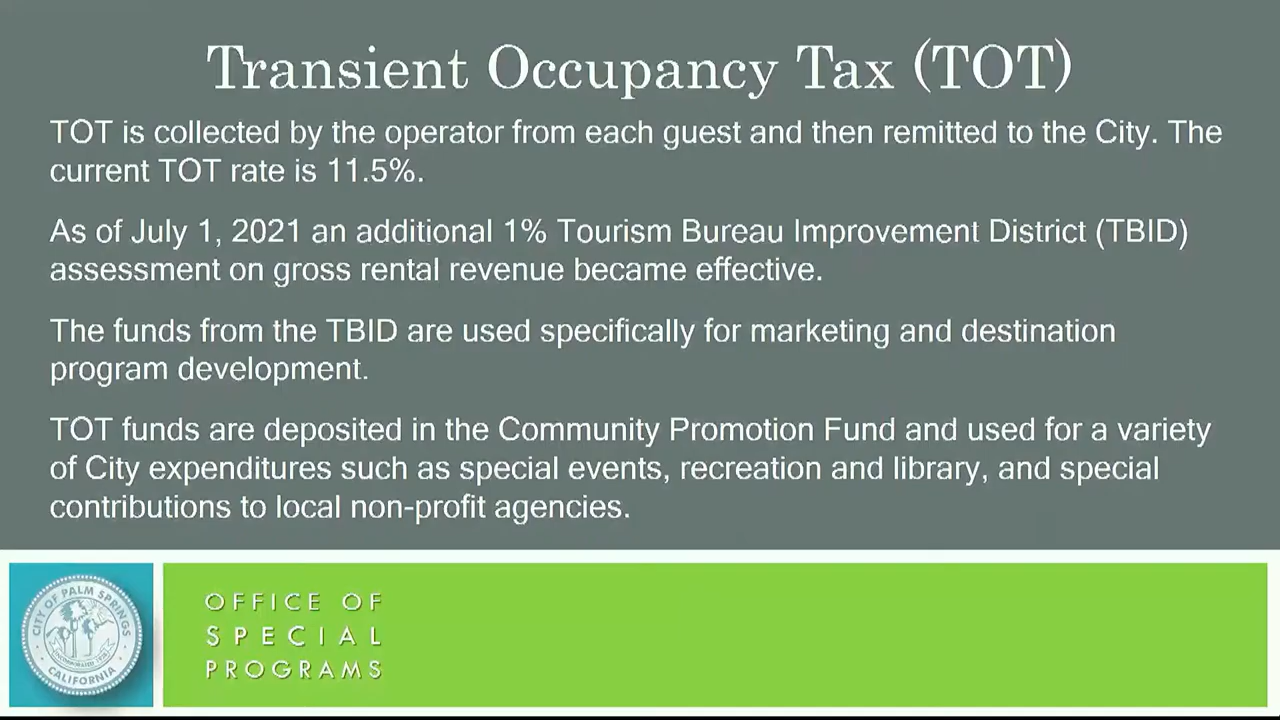 Transient Occupancy Tax (TOT)
TOT is collected by the operator from each guest and then remitted to the City. The
current TOT rate is 11.5%.
As of July 1, 2021 an additional 1% Tourism Bureau Improvement District (TBID)
assessment on gross rental revenue became effective.
The funds from the TBID are used specifically for marketing and destination
program development.
TOT funds are deposited in the Community Promotion Fund and used for a variety
of City expenditures such as special events, recreation and library, and special
contributions to local non-profit agencies.
CITY OF PALM SPRINGS
CALIFORNIA
OFFICE OF
SPECIAL
PROGRAMS